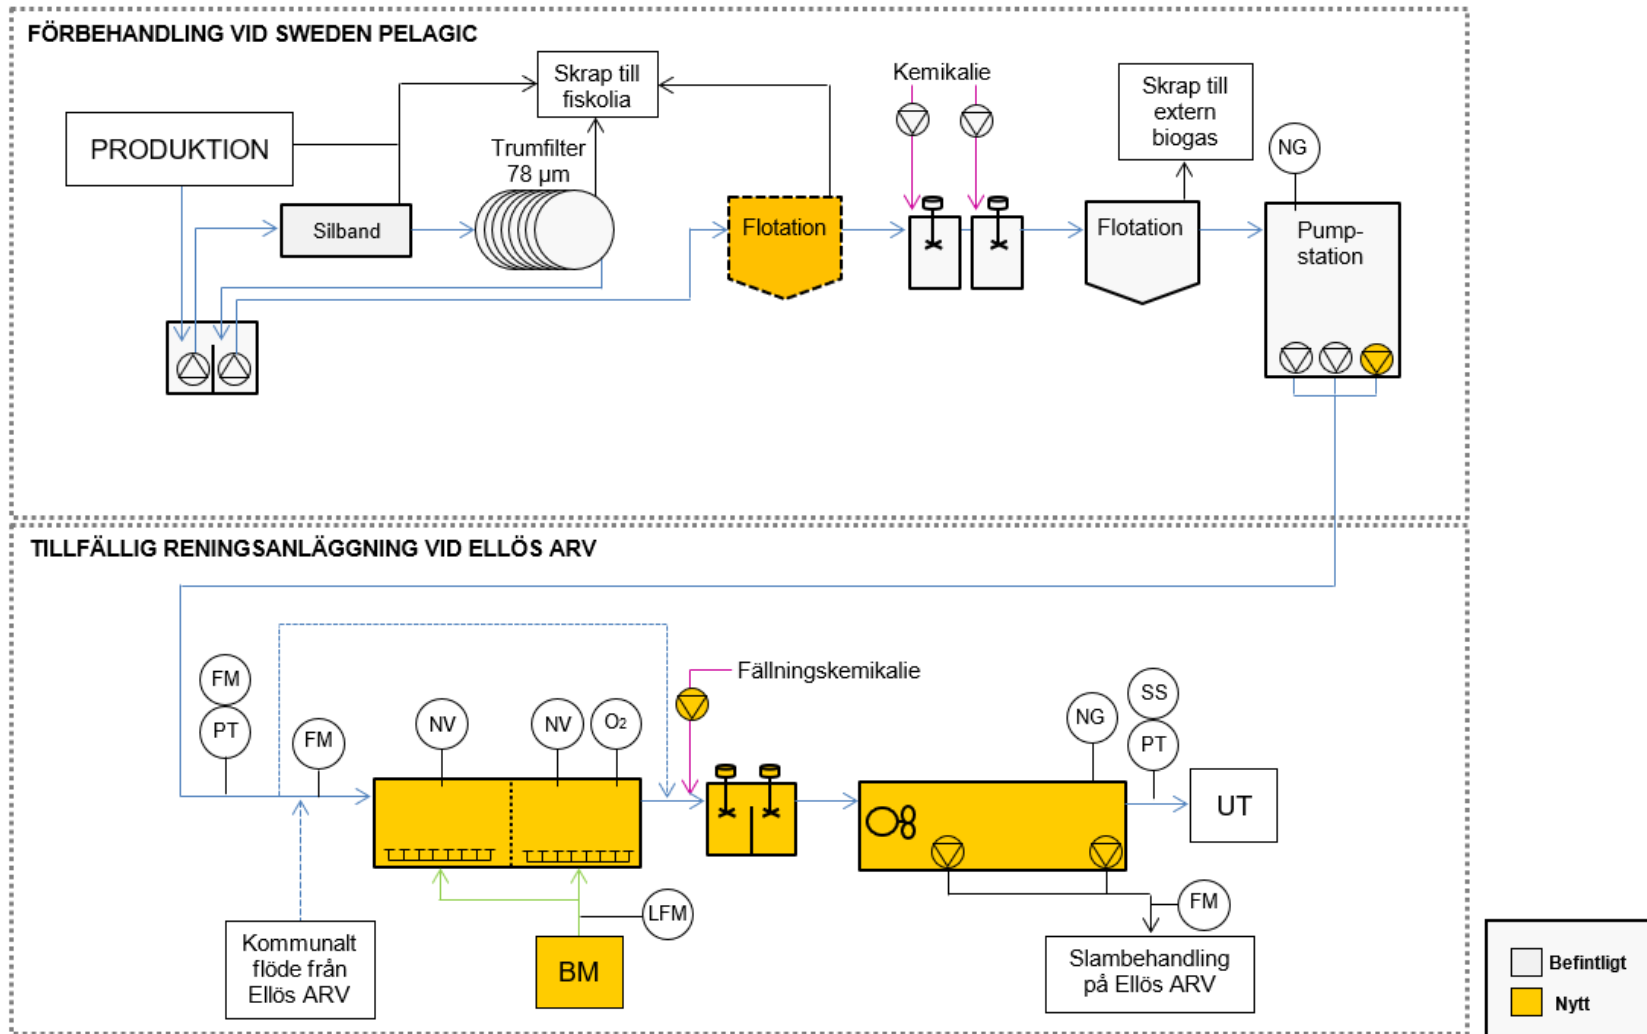 FÖRBEHANDLING VID SWEDEN PELAGIC
PRODUKTION
Silband
Trumfilter
78 µm
Skrap till
fiskolja
Flotation
Kemikalie
Flotation
Skrap till
extern
biogas
NG
Pump-
station
TILLFÄLLIG RENINGSANLÄGGNING VID ELLÖS ARV
FM
PT
FM
NV
NV
O2
Fällningskemikalie
NG
SS
PT
UT
LFM
BM
Kommunalt
flöde från
Ellös ARV
FM
Slambehandling
på Ellös ARV
Befintligt
Nytt